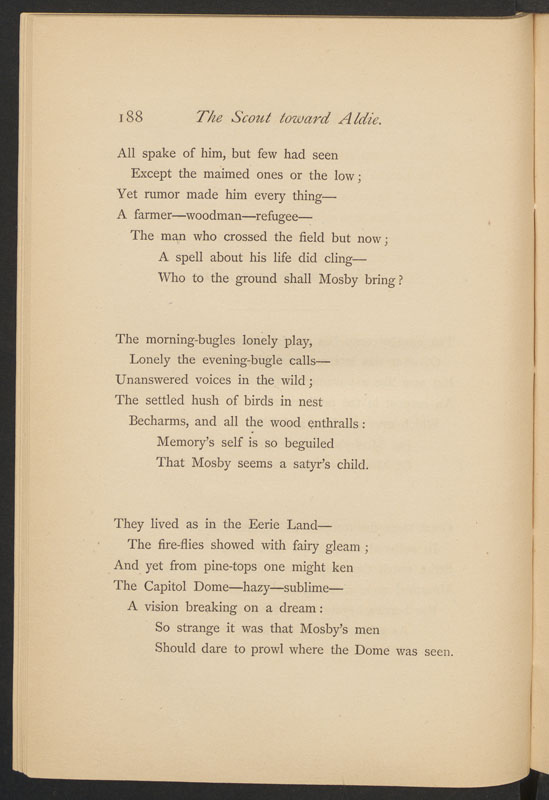 188 The Scout toward Aldie.
All spake of him, but few had seen
Except the maimed ones or the low;
Yet rumor made him every thing—
A farmer—woodman—refugee—
The man who crossed the field but now;
A spell about his life did cling—
Who to the ground shall Mosby bring?
The morning-bugles lonely play,
Lonely the evening-bugle calls—
Unanswered voices in the wild;
The settled hush of birds in nest
Becharms, and all the wood enthralls:
Memory's self is so beguiled
That Mosby seems a satyr's child.
They lived as in the Eerie Land—
The fire-flies showed with fairy gleam;
And yet from pine-tops one might ken
The Capitol Dome—hazy—sublime—
A vision breaking on a dream:
So strange it was that Mosby's men
Should dare to prowl where the Dome was seen.